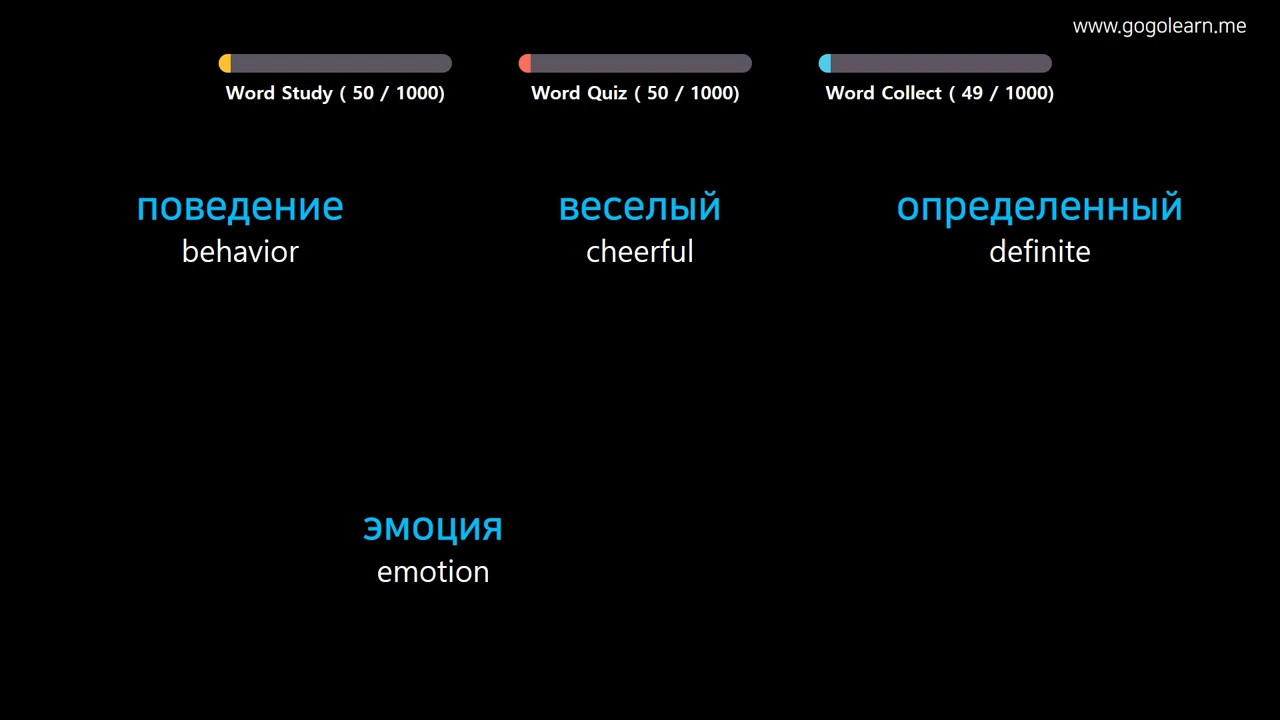 www.gogolearn.me
Word Study ( 50 / 1000)
Word Quiz ( 50 / 1000)
Word Collect ( 49 / 1000)
поведение
behavior
веселый
cheerful
определенный
definite
эмоция
emotion